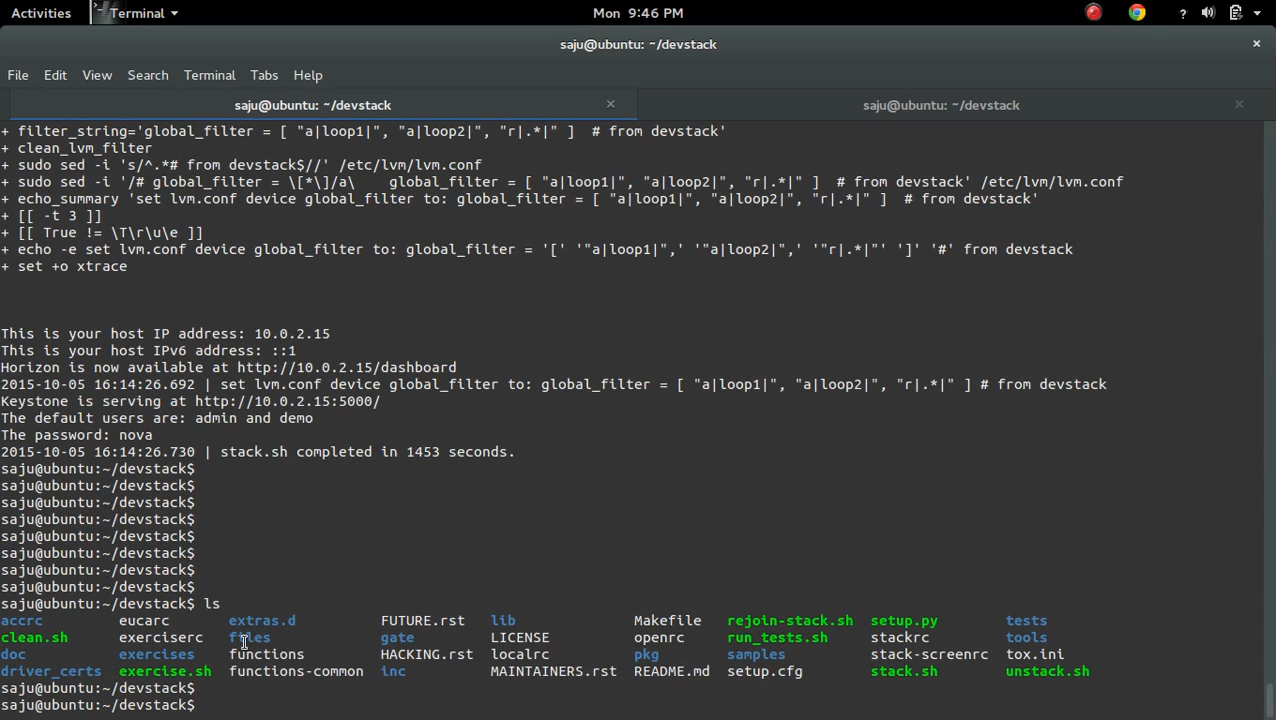 Activities Terminal Mon 9:46 PM ?
saju@ubuntu: ~/devstack ×
File Edit View Search Terminal Tabs Help
saju@ubuntu: ~/devstack × saju@ubuntu: ~/devstack ×
+ filter_string='global_filter = [ "a|loop1|", "a|loop2|", "r|.*|" ]  # from devstack'
+ clean_lvm_filter
+ sudo sed -i 's/^.*# from devstack$//' /etc/lvm/lvm.conf
+ sudo sed -i '/# global_filter = \[*\]/a\    global_filter = [ "a|loop1|", "a|loop2|", "r|.*|" ]  # from devstack' /etc/lvm/lvm.conf
+ echo_summary 'set lvm.conf device global_filter to: global_filter = [ "a|loop1|", "a|loop2|", "r|.*|" ]  # from devstack'
+ [[ -t 3 ]]
+ [[ True != \T\r\u\e ]]
+ echo -e set lvm.conf device global_filter to: global_filter = '[' '"a|loop1|",' '"a|loop2|",' '"r|.*|"' ']' '#' from devstack
+ set +o xtrace
This is your host IP address: 10.0.2.15
This is your host IPv6 address: ::1
Horizon is now available at http://10.0.2.15/dashboard
2015-10-05 16:14:26.692 | set lvm.conf device global_filter to: global_filter = [ "a|loop1|", "a|loop2|", "r|.*|" ] # from devstack
Keystone is serving at http://10.0.2.15:5000/
The default users are: admin and demo
The password: nova
2015-10-05 16:14:26.730 | stack.sh completed in 1453 seconds.
saju@ubuntu:~/devstack$
saju@ubuntu:~/devstack$
saju@ubuntu:~/devstack$
saju@ubuntu:~/devstack$
saju@ubuntu:~/devstack$
saju@ubuntu:~/devstack$
saju@ubuntu:~/devstack$
saju@ubuntu:~/devstack$
saju@ubuntu:~/devstack$ ls
accrc eucarc extras.d FUTURE.rst lib Makefile rejoin-stack.sh setup.py tests
clean.sh exerciserc files gate LICENSE openrc run_tests.sh stackrc tools
doc exercises functions HACKING.rst localrc pkg samples stack-screenrc tox.ini
driver_certs exercise.sh functions-common inc MAINTAINERS.rst README.md setup.cfg stack.sh unstack.sh
saju@ubuntu:~/devstack$
saju@ubuntu:~/devstack$